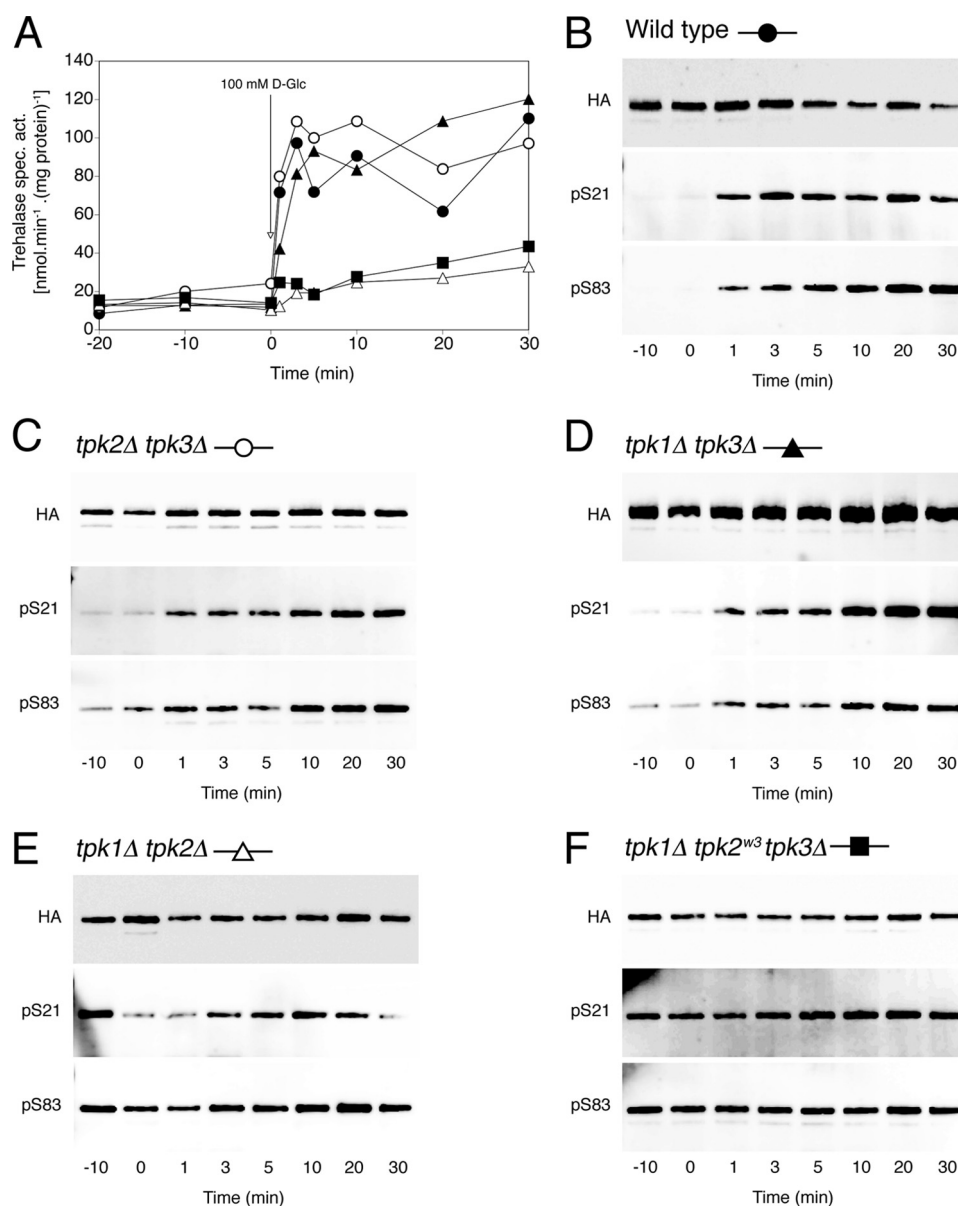 A
140
120
100
80
60
40
20
0
Trehalase spec. act.
[nmol.min⁻¹ .(mg protein)⁻¹]
100 mM D-Glc
-20 -10 0 10 20 30
Time (min)
B Wild type
HA
pS21
pS83
-10 0 1 3 5 10 20 30
Time (min)
C tpk2Δ tpk3Δ
HA
pS21
pS83
-10 0 1 3 5 10 20 30
Time (min)
D tpk1Δ tpk3Δ
HA
pS21
pS83
-10 0 1 3 5 10 20 30
Time (min)
E tpk1Δ tpk2Δ
HA
pS21
pS83
-10 0 1 3 5 10 20 30
Time (min)
F tpk1Δ tpk2ʷ³ tpk3Δ
HA
pS21
pS83
-10 0 1 3 5 10 20 30
Time (min)